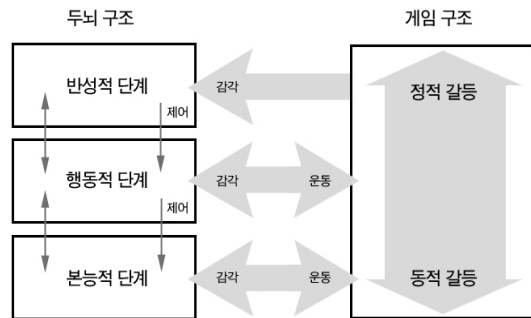 두뇌 구조 게임 구조
반성적 단계 감각 정적 갈등
제어
행동적 단계 감각 운동
제어
본능적 단계 감각 운동 동적 갈등